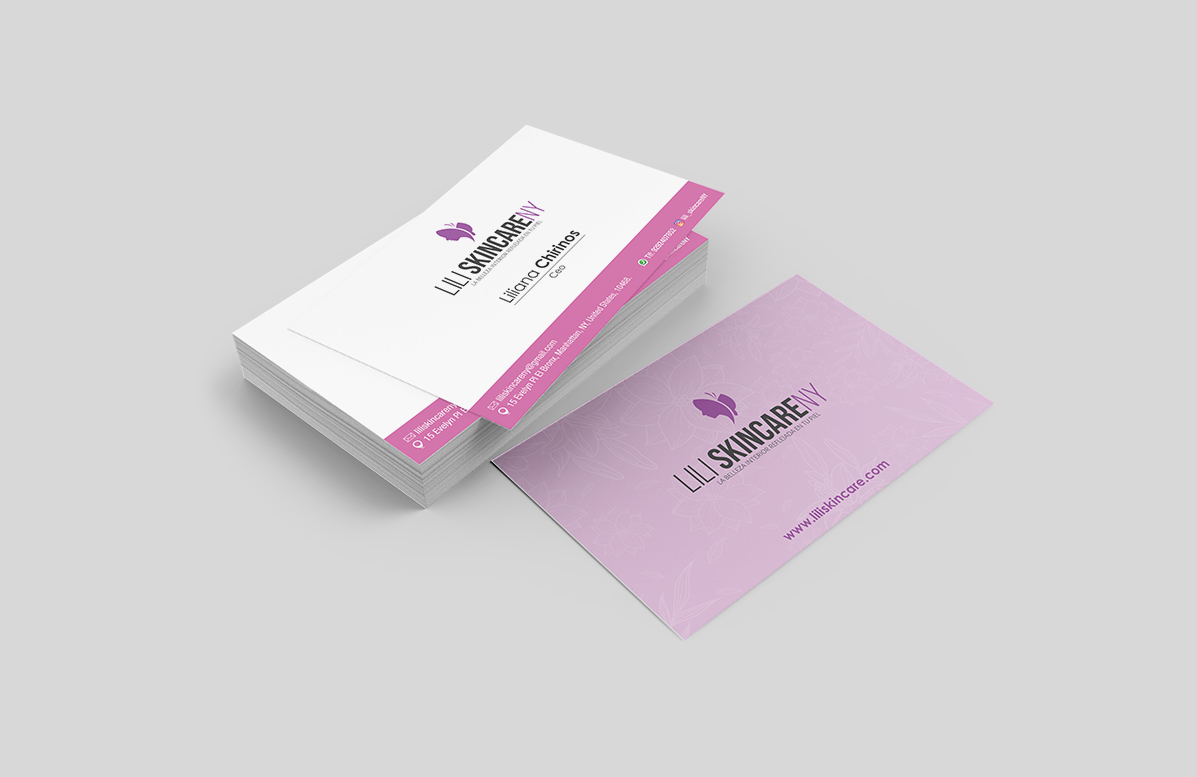 LILI SKINCARENY
LA BELLEZA INTERIOR REFLEJADA EN TU PIEL
Liliana Chirinos
Ceo
liliskincareny@gmail.com
15 Evelyn Pl El Bronx, Manhattan, NY, United States, 10468.
lili_skincareNY
liliskincareny
15 Evelyn Pl El
LILI SKINCARENY
LA BELLEZA INTERIOR REFLEJADA EN TU PIEL
www.liliskincare.com